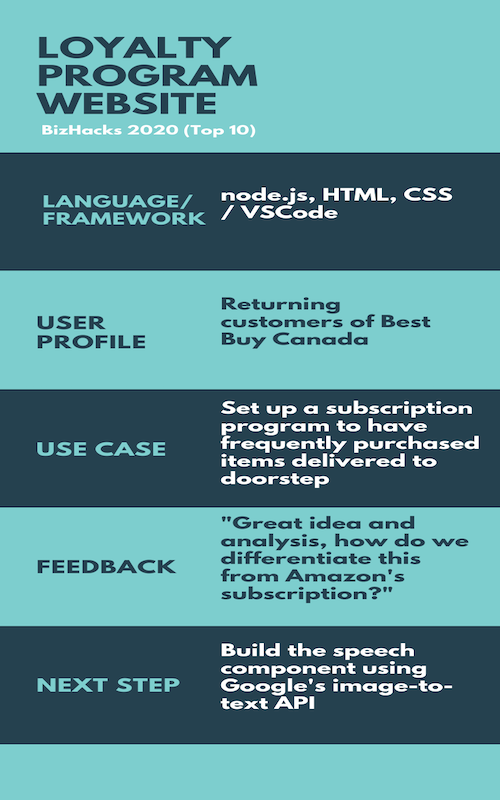 LOYALTY
PROGRAM
WEBSITE
BizHacks 2020 (Top 10)
LANGUAGE/
FRAMEWORK
node.js, HTML, CSS
/ VSCode
USER
PROFILE
Returning
customers of Best
Buy Canada
USE CASE
Set up a subscription
program to have
frequently purchased
items delivered to
doorstep
FEEDBACK
"Great idea and
analysis, how do we
differentiate this
from Amazon's
subscription?"
NEXT STEP
Build the speech
component using
Google's image-to-
text API